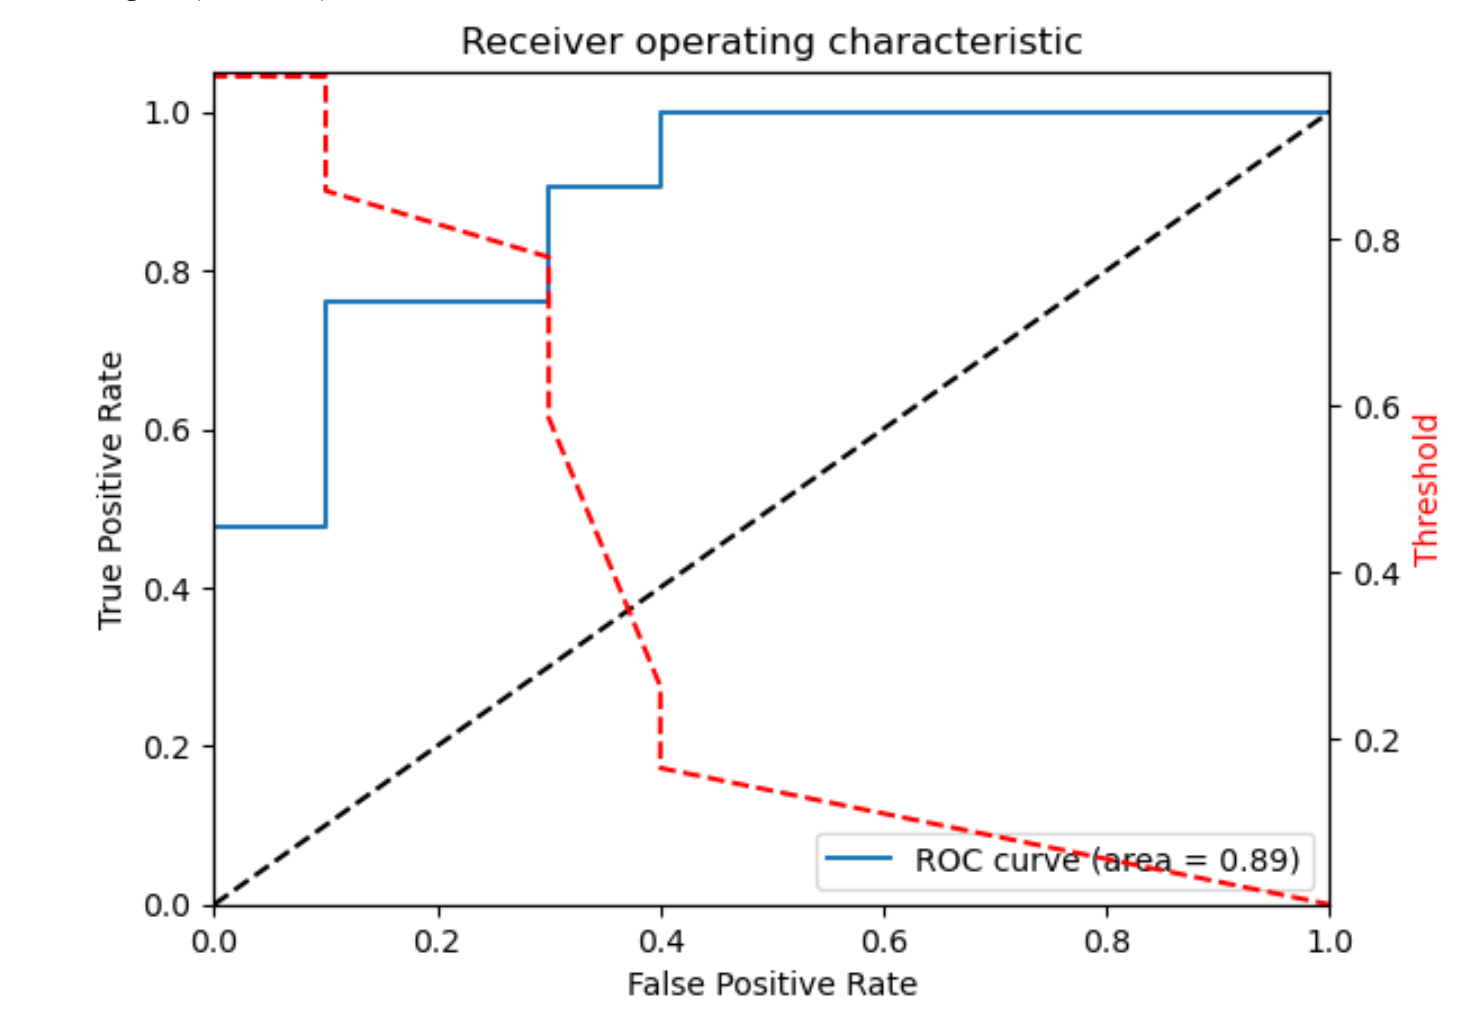 Receiver operating characteristic
1.0
0.8
0.6
0.4
0.2
0.0
True Positive Rate
0.8
0.6
0.4
0.2
Threshold
ROC curve (area = 0.89)
0.0 0.2 0.4 0.6 0.8 1.0
False Positive Rate